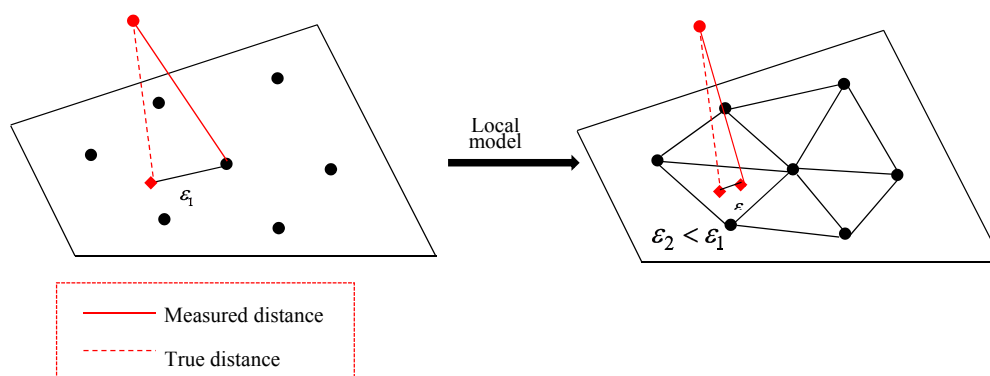 Local
model
ε₁
ε
ε₂ < ε₁
Measured distance
True distance